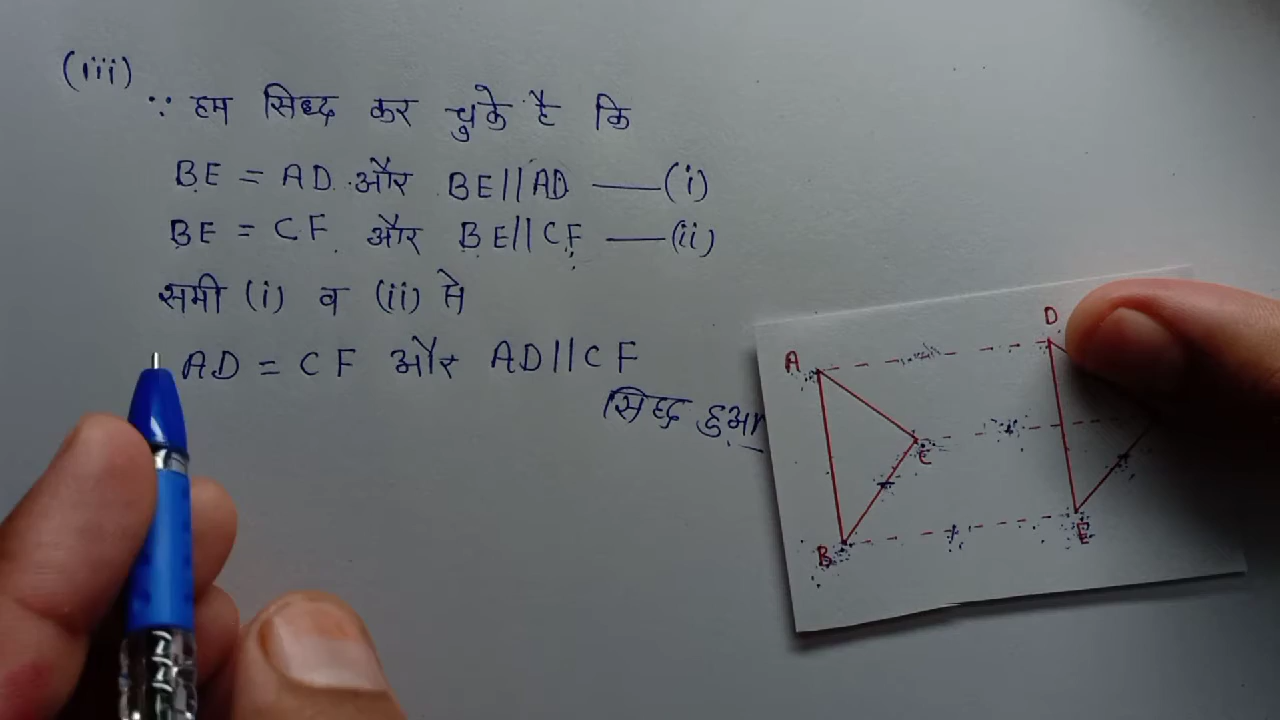 (iii)
∵ हम सिध्द कर चुके है कि
BE = AD और BE//AD —(i)
BE = CF और BE//CF —(ii)
समी (i) व (ii) से
AD = CF और AD//CF
सिध्द हुआ
D
A
C
B
E